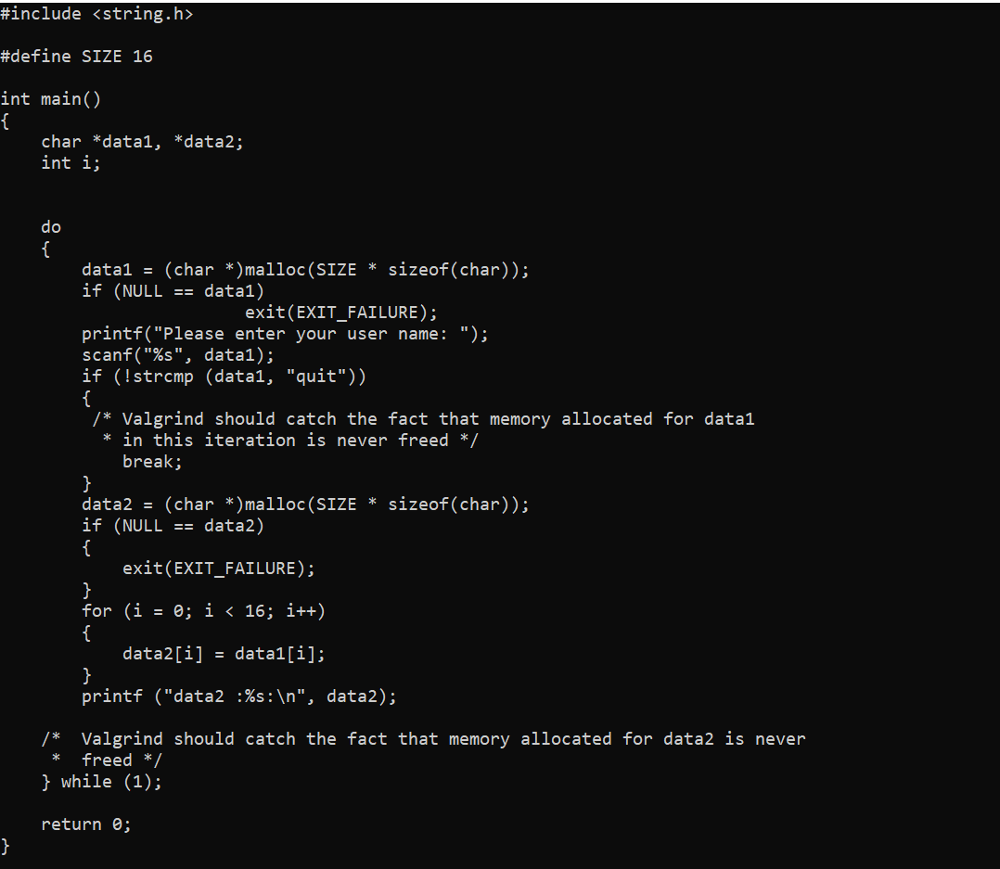 #include <string.h>
#define SIZE 16
int main()
{
    char *data1, *data2;
    int i;
    do
    {
        data1 = (char *)malloc(SIZE * sizeof(char));
        if (NULL == data1)
                        exit(EXIT_FAILURE);
        printf("Please enter your user name: ");
        scanf("%s", data1);
        if (!strcmp (data1, "quit"))
        {
         /* Valgrind should catch the fact that memory allocated for data1
          * in this iteration is never freed */
            break;
        }
        data2 = (char *)malloc(SIZE * sizeof(char));
        if (NULL == data2)
        {
            exit(EXIT_FAILURE);
        }
        for (i = 0; i < 16; i++)
        {
            data2[i] = data1[i];
        }
        printf ("data2 :%s:\n", data2);
    /*  Valgrind should catch the fact that memory allocated for data2 is never
     *  freed */
    } while (1);
    return 0;
}